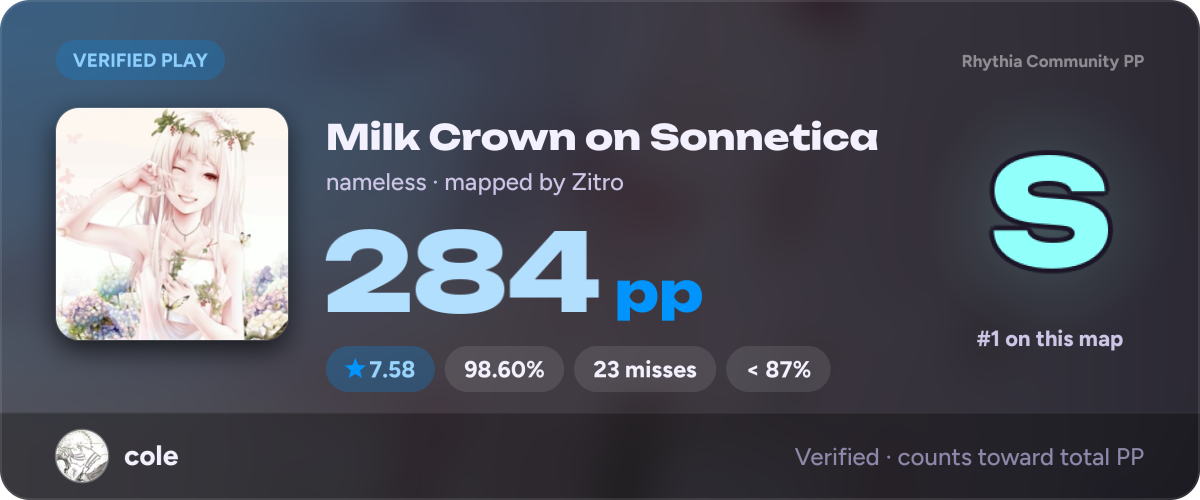 VERIFIED PLAY
Rhythia Community PP
Milk Crown on Sonnetica
nameless · mapped by Zitro
284 pp
S
★ 7.58
98.60%
23 misses
< 87%
#1 on this map
cole
Verified · counts toward total PP